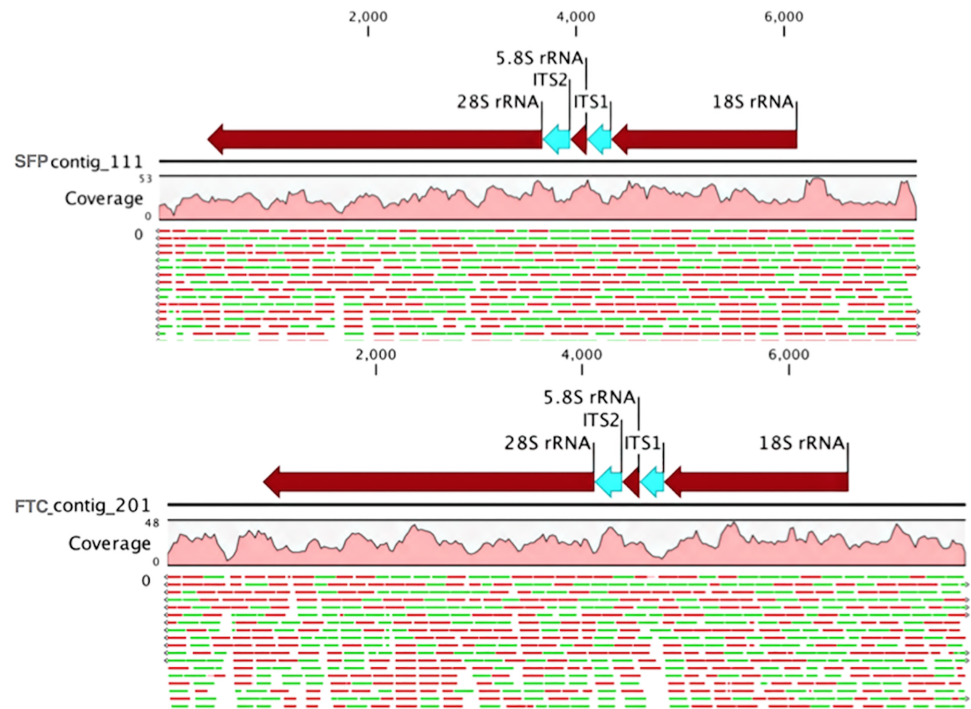 2,000 4,000 6,000
5.8S rRNA
ITS2
28S rRNA ITS1 18S rRNA
SFP contig_111
53
Coverage
0
0
2,000 4,000 6,000
5.8S rRNA
ITS2
28S rRNA ITS1 18S rRNA
FTC_contig_201
48
Coverage
0
0